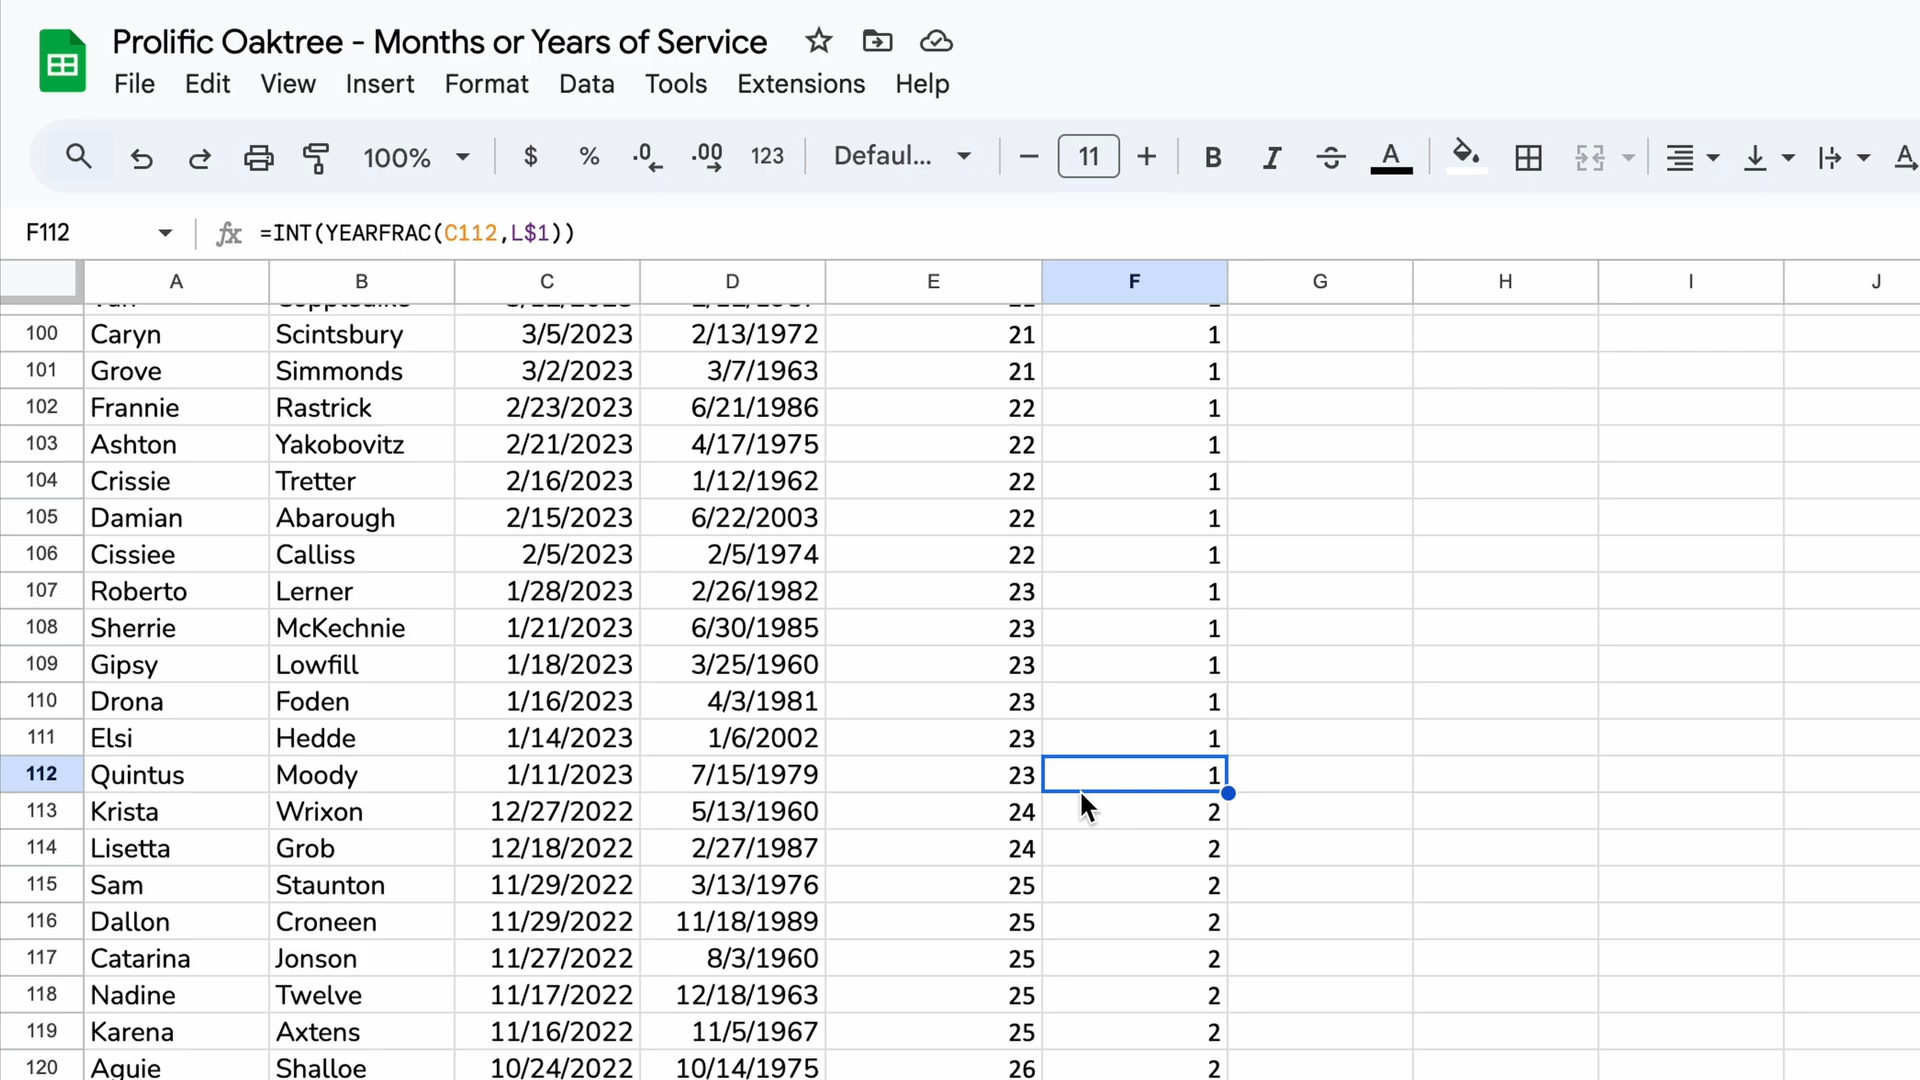 Prolific Oaktree - Months or Years of Service
File Edit View Insert Format Data Tools Extensions Help
100% $ % .0 .00 123 Defaul... 11 B I A
F112 fx =INT(YEARFRAC(C112,L$1))
A B C D E F G H I J
100 Caryn Scintsbury 3/5/2023 2/13/1972 21 1
101 Grove Simmonds 3/2/2023 3/7/1963 21 1
102 Frannie Rastrick 2/23/2023 6/21/1986 22 1
103 Ashton Yakobovitz 2/21/2023 4/17/1975 22 1
104 Crissie Tretter 2/16/2023 1/12/1962 22 1
105 Damian Abarough 2/15/2023 6/22/2003 22 1
106 Cissiee Calliss 2/5/2023 2/5/1974 22 1
107 Roberto Lerner 1/28/2023 2/26/1982 23 1
108 Sherrie McKechnie 1/21/2023 6/30/1985 23 1
109 Gipsy Lowfill 1/18/2023 3/25/1960 23 1
110 Drona Foden 1/16/2023 4/3/1981 23 1
111 Elsi Hedde 1/14/2023 1/6/2002 23 1
112 Quintus Moody 1/11/2023 7/15/1979 23 1
113 Krista Wrixon 12/27/2022 5/13/1960 24 2
114 Lisetta Grob 12/18/2022 2/27/1987 24 2
115 Sam Staunton 11/29/2022 3/13/1976 25 2
116 Dallon Croneen 11/29/2022 11/18/1989 25 2
117 Catarina Jonson 11/27/2022 8/3/1960 25 2
118 Nadine Twelve 11/17/2022 12/18/1963 25 2
119 Karena Axtens 11/16/2022 11/5/1967 25 2
120 Aguie Shalloe 10/24/2022 10/14/1975 26 2